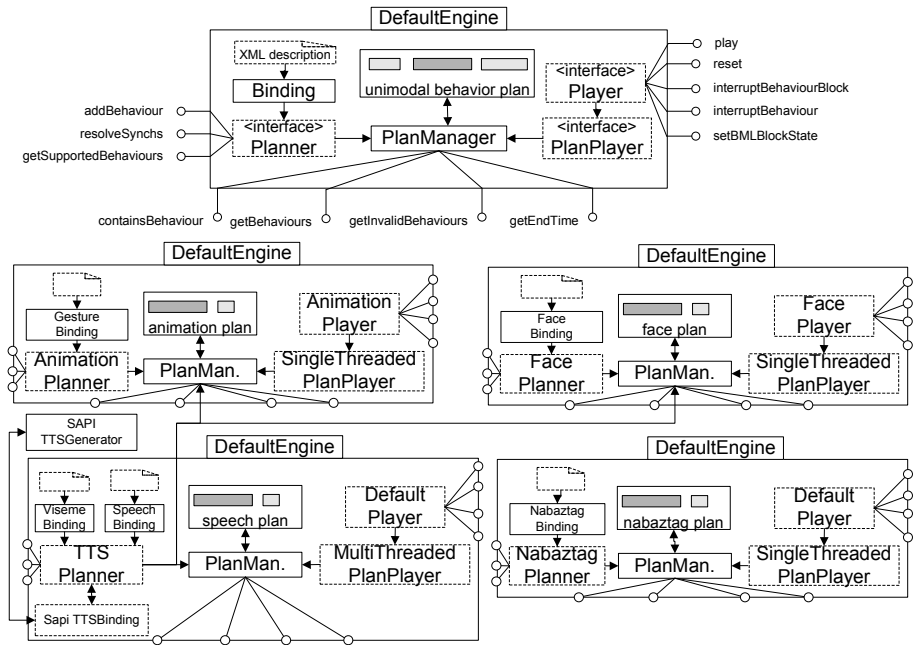 DefaultEngine
XML description
Binding
<interface>
Planner
unimodal behavior plan
PlanManager
<interface>
Player
<interface>
PlanPlayer
addBehaviour
resolveSynchs
getSupportedBehaviours
play
reset
interruptBehaviourBlock
interruptBehaviour
setBMLBlockState
containsBehaviour
getBehaviours
getInvalidBehaviours
getEndTime
DefaultEngine
Gesture
Binding
Animation
Planner
animation plan
PlanMan.
Animation
Player
SingleThreaded
PlanPlayer
DefaultEngine
Face
Binding
Face
Planner
face plan
PlanMan.
Face
Player
SingleThreaded
PlanPlayer
SAPI
TTSGenerator
DefaultEngine
Viseme
Binding
Speech
Binding
TTS
Planner
Sapi TTSBinding
speech plan
PlanMan.
Default
Player
MultiThreaded
PlanPlayer
DefaultEngine
Nabaztag
Binding
Nabaztag
Planner
nabaztag plan
PlanMan.
Default
Player
SingleThreaded
PlanPlayer